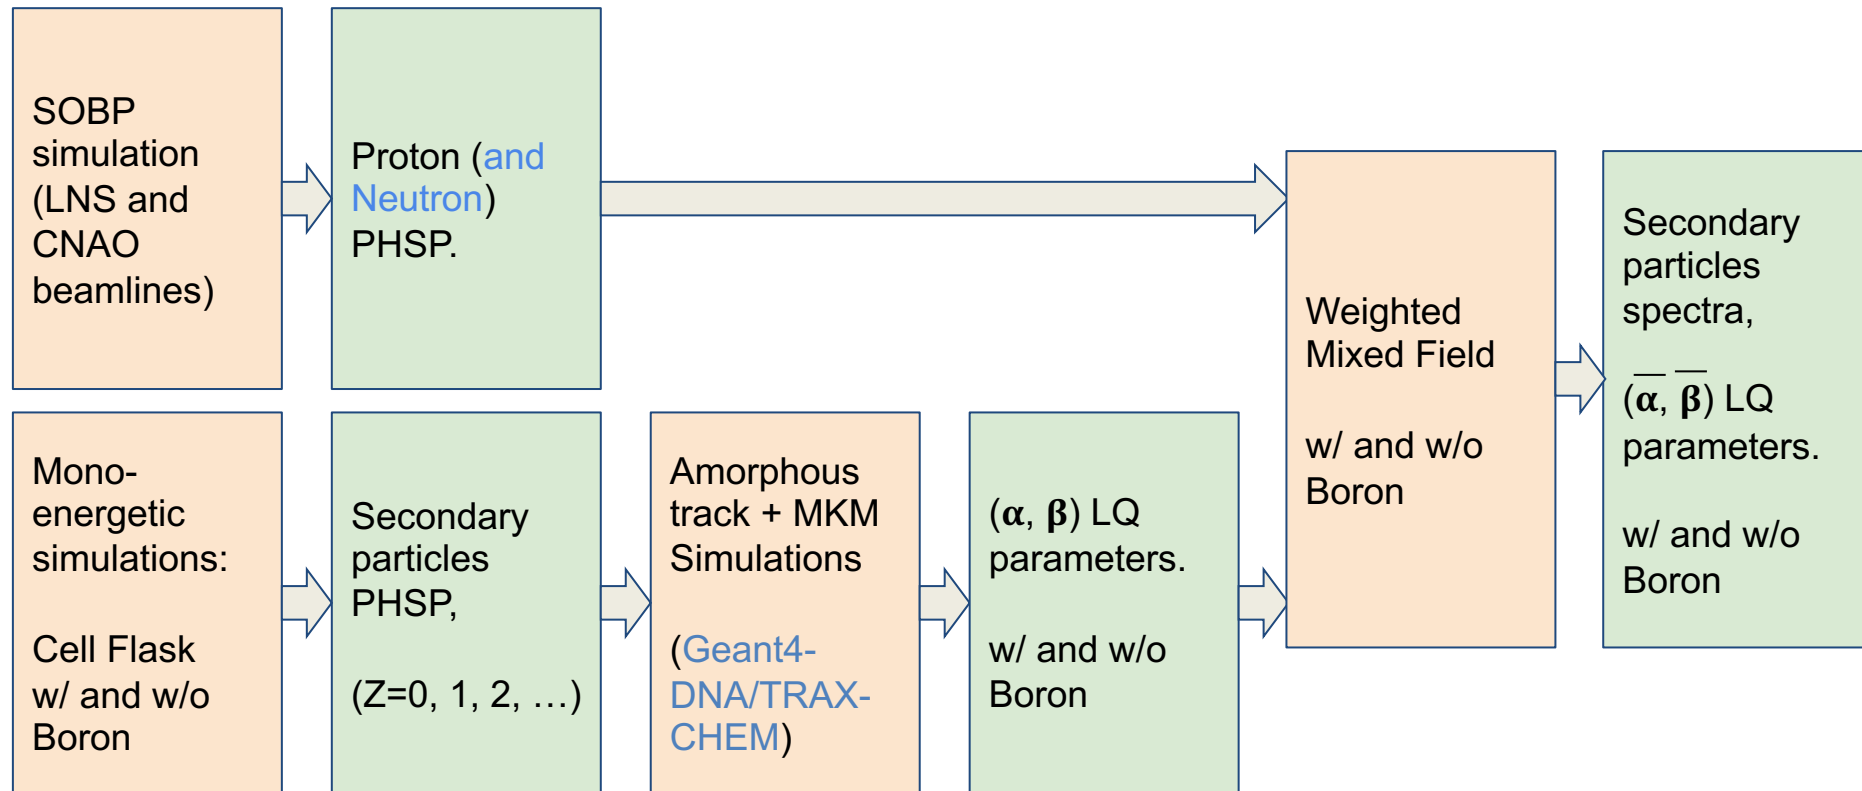 SOBP
simulation
(LNS and
CNAO
beamlines)
Proton (and
Neutron)
PHSP.
Mono-
energetic
simulations:
Cell Flask
w/ and w/o
Boron
Secondary
particles
PHSP,
(Z=0, 1, 2, …)
Amorphous
track + MKM
Simulations
(Geant4-
DNA/TRAX-
CHEM)
(α, β) LQ
parameters.
w/ and w/o
Boron
Weighted
Mixed Field
w/ and w/o
Boron
Secondary
particles
spectra,
(α̅, β̅) LQ
parameters.
w/ and w/o
Boron